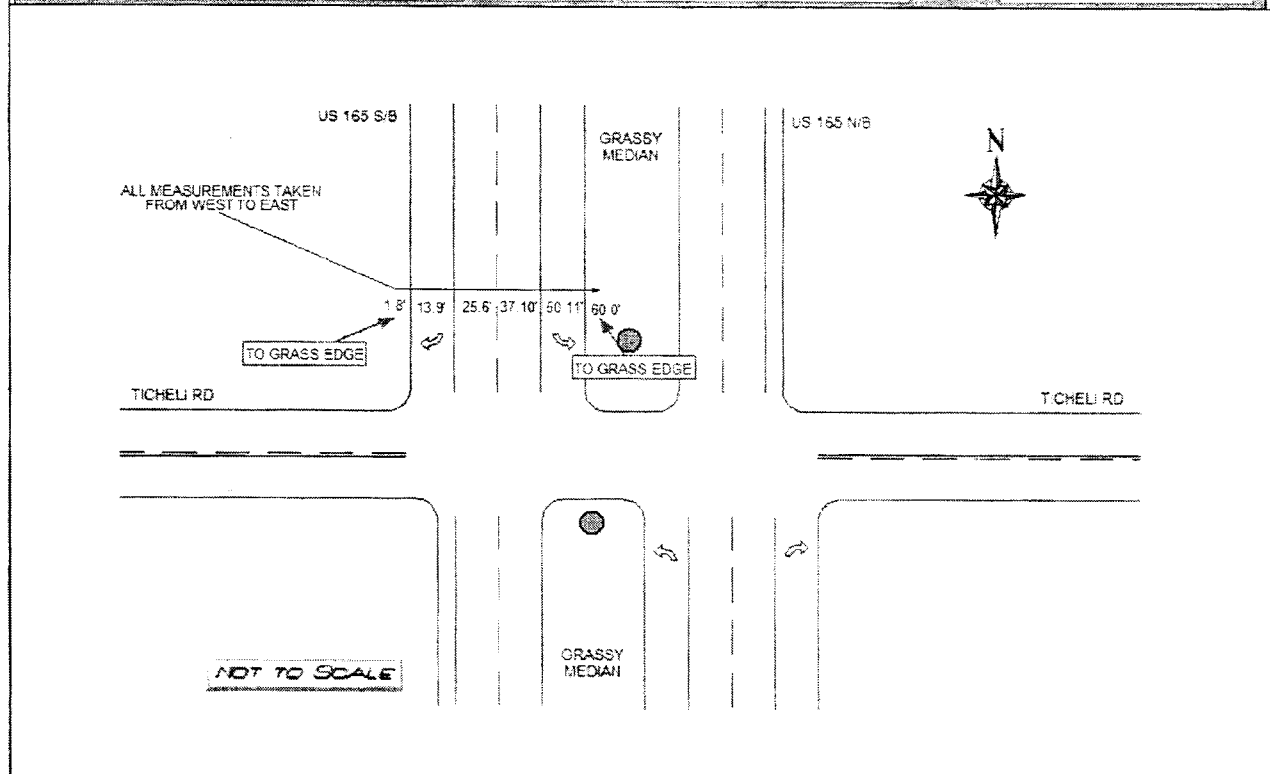 US 165 S/B
GRASSY
MEDIAN
US 165 N/B
N
ALL MEASUREMENTS TAKEN
FROM WEST TO EAST
1.8' 13.9' 25.6' 37.10' 50.11' 60.0'
TO GRASS EDGE
TO GRASS EDGE
TICHELI RD
TICHELI RD
GRASSY
MEDIAN
NOT TO SCALE